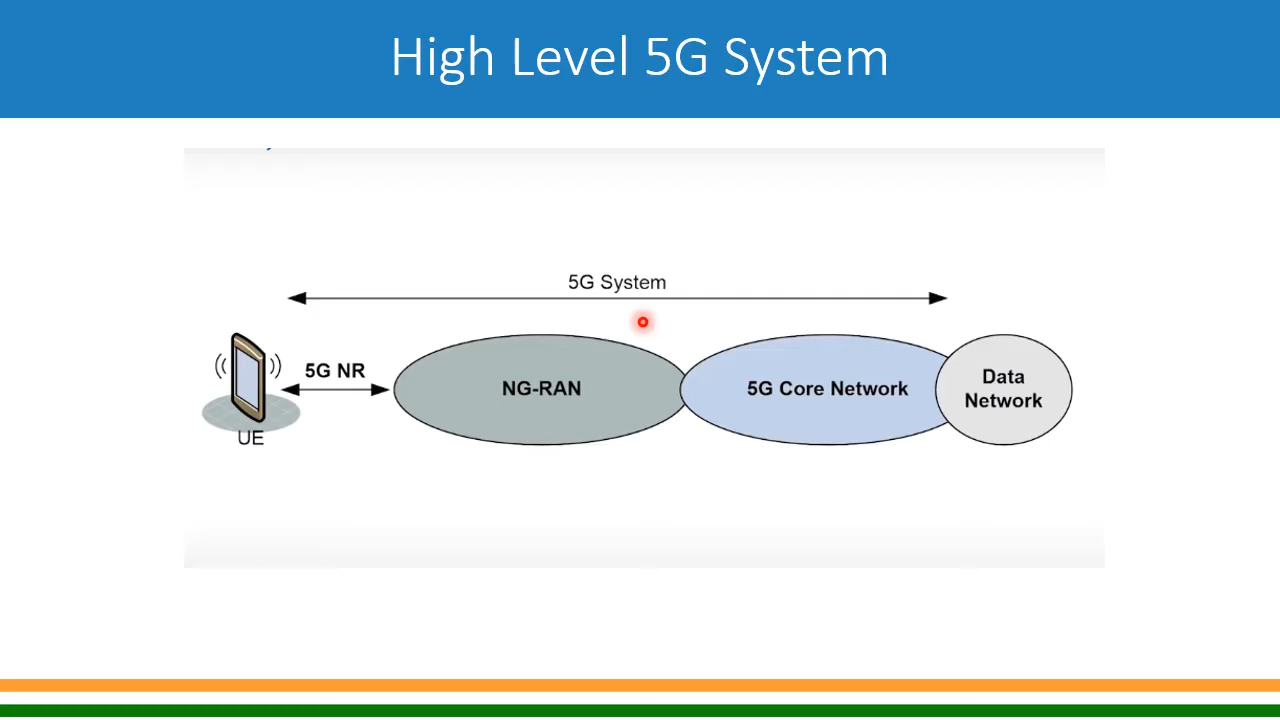 High Level 5G System
5G System
5G NR
UE
NG-RAN
5G Core Network
Data
Network